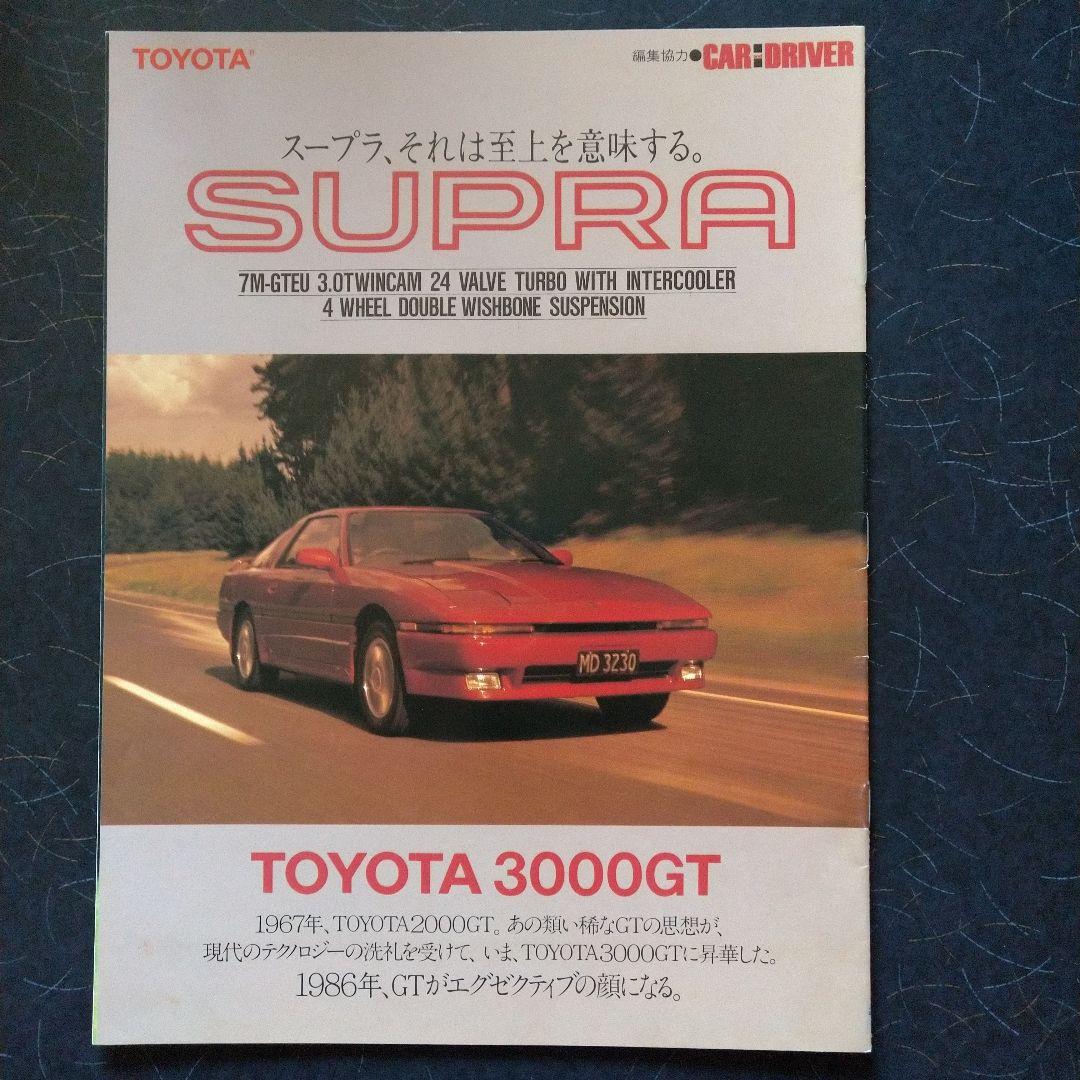 TOYOTA
編集協力●CAR and DRIVER
スープラ、それは至上を意味する。
SUPRA
7M-GTEU 3.0TWINCAM 24 VALVE TURBO WITH INTERCOOLER
4 WHEEL DOUBLE WISHBONE SUSPENSION
MD 3230
TOYOTA 3000GT
1967年、TOYOTA2000GT。あの類い稀なGTの思想が、
現代のテクノロジーの洗礼を受けて、いま、TOYOTA3000GTに昇華した。
1986年、GTがエグゼクティブの顔になる。